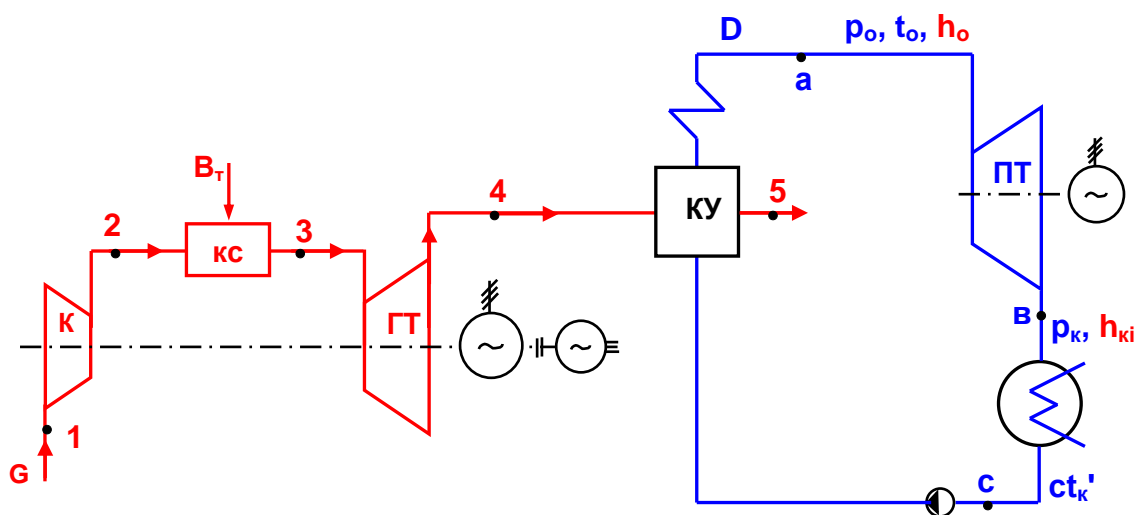 D
pₒ, tₒ, hₒ
a
Bт
4
КУ
5
ПТ
2
кс
3
К
ГТ
~
~
~
в
pк, hкi
1
G
c
ctк'